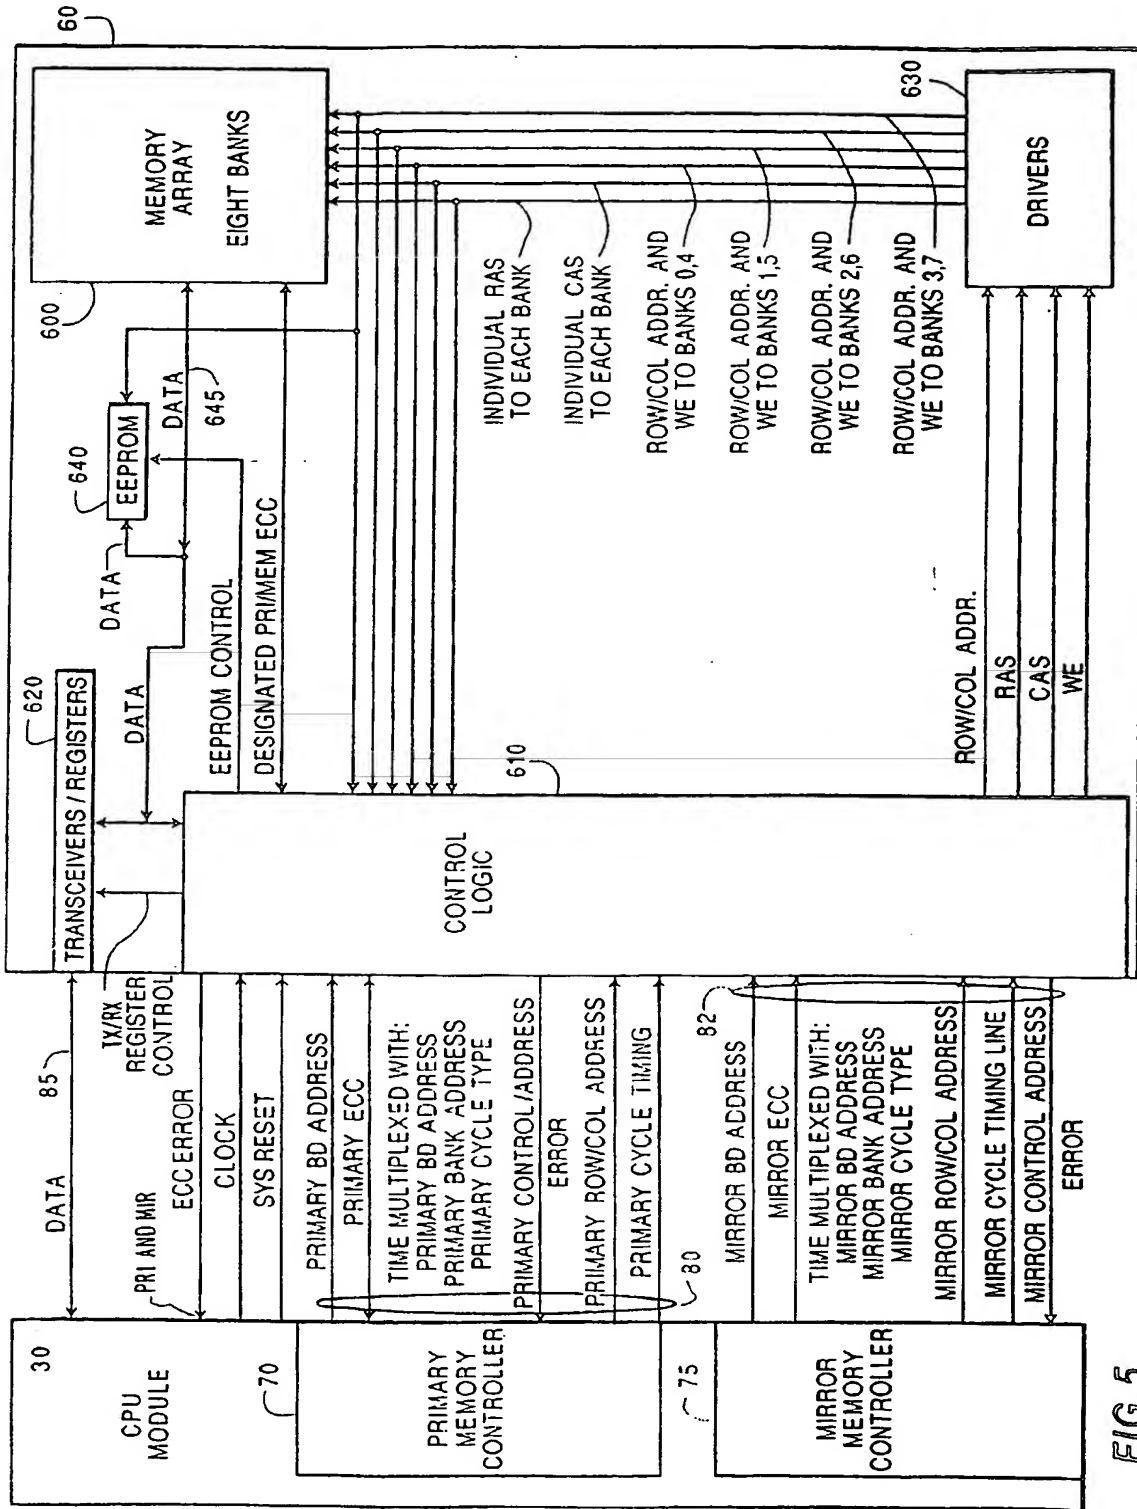 30
CPU
MODULE
70
PRIMARY
MEMORY
CONTROLLER
75
MIRROR
MEMORY
CONTROLLER
DATA
85
PRI AND MIR
ECC ERROR
CLOCK
SYS RESET
PRIMARY BD ADDRESS
PRIMARY ECC
TIME MULTIPLEXED WITH:
PRIMARY BD ADDRESS
PRIMARY BANK ADDRESS
PRIMARY CYCLE TYPE
PRIMARY CONTROL/ADDRESS
ERROR
PRIMARY ROW/COL ADDRESS
PRIMARY CYCLE TIMING
80
82
MIRROR BD ADDRESS
MIRROR ECC
TIME MULTIPLEXED WITH:
MIRROR BD ADDRESS
MIRROR BANK ADDRESS
MIRROR CYCLE TYPE
MIRROR ROW/COL ADDRESS
MIRROR CYCLE TIMING LINE
MIRROR CONTROL ADDRESS
ERROR
TX/RX
REGISTER
CONTROL
TRANSCEIVERS / REGISTERS
620
CONTROL
LOGIC
610
DATA
DATA
EEPROM CONTROL
DESIGNATED PRI/MEM ECC
640
EEPROM
DATA
645
60
MEMORY
ARRAY
EIGHT BANKS
600
INDIVIDUAL RAS
TO EACH BANK
INDIVIDUAL CAS
TO EACH BANK
ROW/COL ADDR. AND
WE TO BANKS 0,4
ROW/COL ADDR. AND
WE TO BANKS 1,5
ROW/COL ADDR. AND
WE TO BANKS 2,6
ROW/COL ADDR. AND
WE TO BANKS 3,7
630
DRIVERS
ROW/COL ADDR.
RAS
CAS
WE
FIG. 5